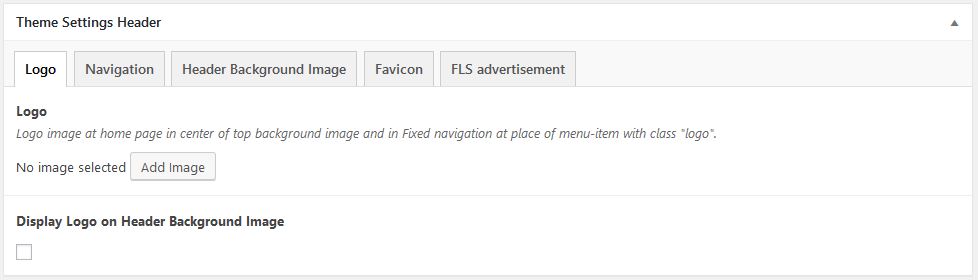 Theme Settings Header
Logo Navigation Header Background Image Favicon FLS advertisement
Logo
Logo image at home page in center of top background image and in Fixed navigation at place of menu-item with class "logo".
No image selected Add Image
Display Logo on Header Background Image